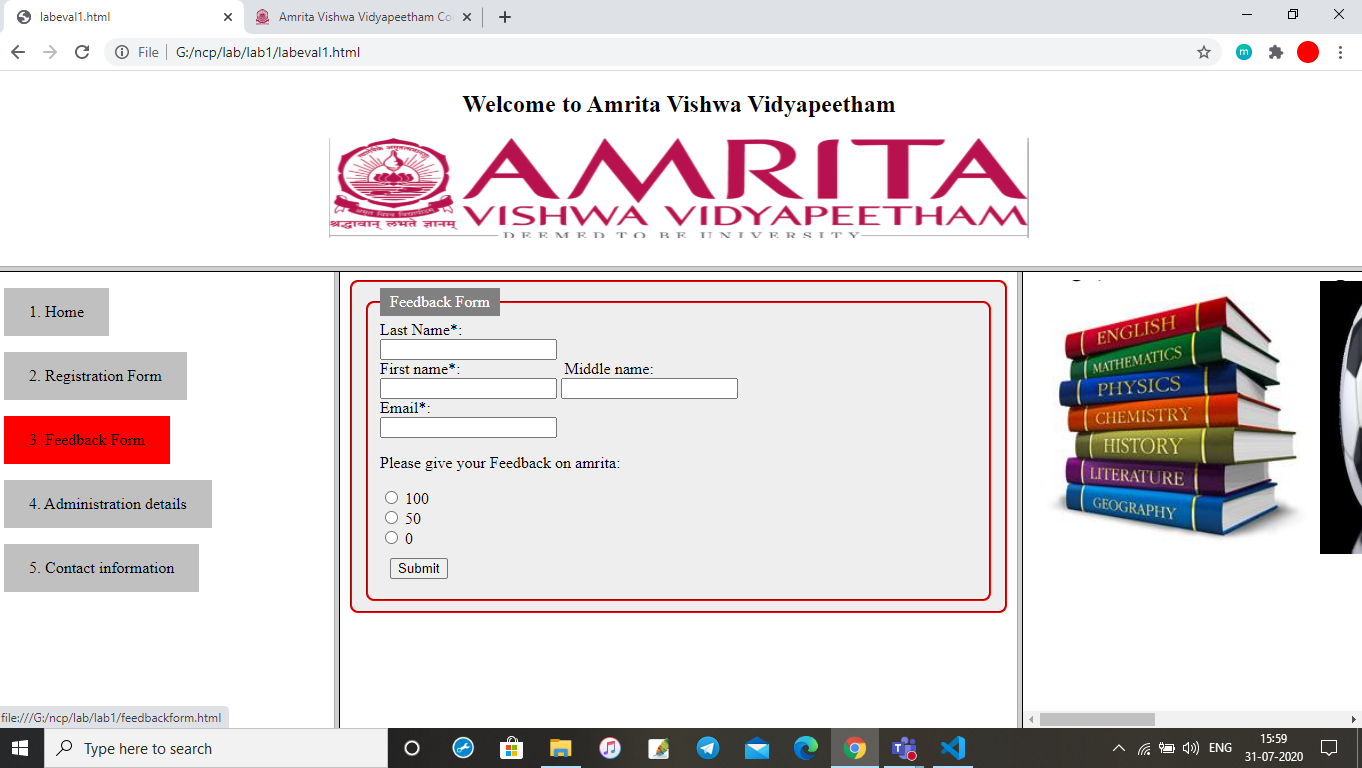 labeval1.html
Amrita Vishwa Vidyapeetham Co
File
G:/ncp/lab/lab1/labeval1.html
m
Welcome to Amrita Vishwa Vidyapeetham
AMRITA
VISHWA VIDYAPEETHAM
श्रद्धावान् लभते ज्ञानम्
DEEMED TO BE UNIVERSITY
1. Home
2. Registration Form
3. Feedback Form
4. Administration details
5. Contact information
Feedback Form
Last Name*:
First name*: Middle name:
Email*:
Please give your Feedback on amrita:
100
50
0
Submit
ENGLISH
MATHEMATICS
PHYSICS
CHEMISTRY
HISTORY
LITERATURE
GEOGRAPHY
file:///G:/ncp/lab/lab1/feedbackform.html
Type here to search
ENG
15:59
31-07-2020